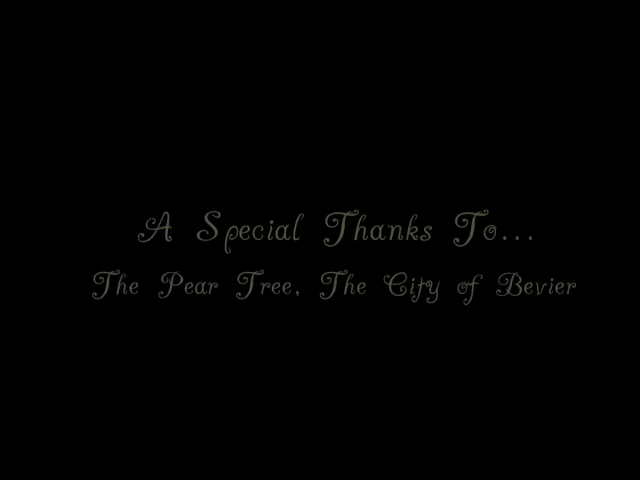 A Special Thanks To...
The Pear Tree, The City of Bevier